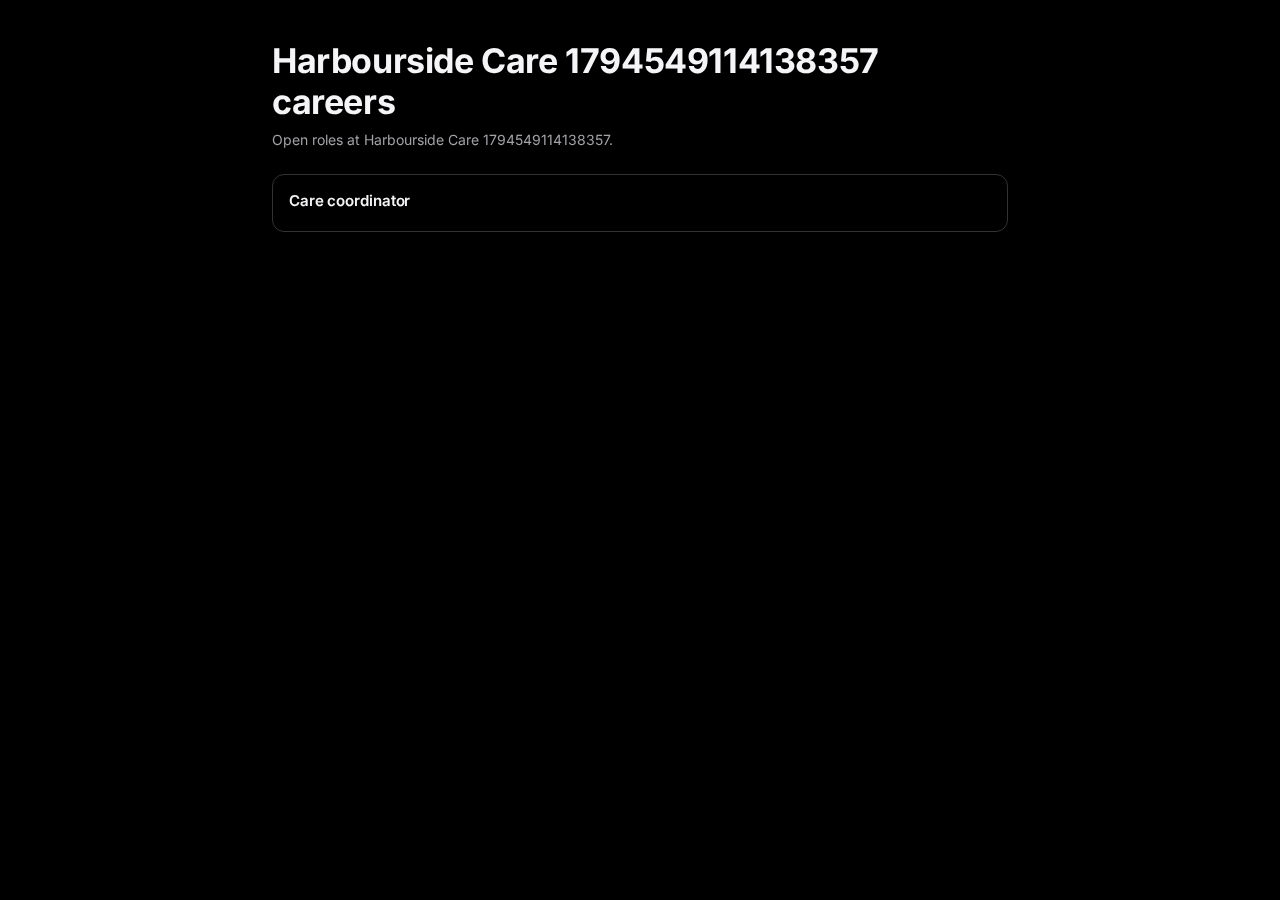 Harbourside Care 1794549114138357
careers
Open roles at Harbourside Care 1794549114138357.
Care coordinator